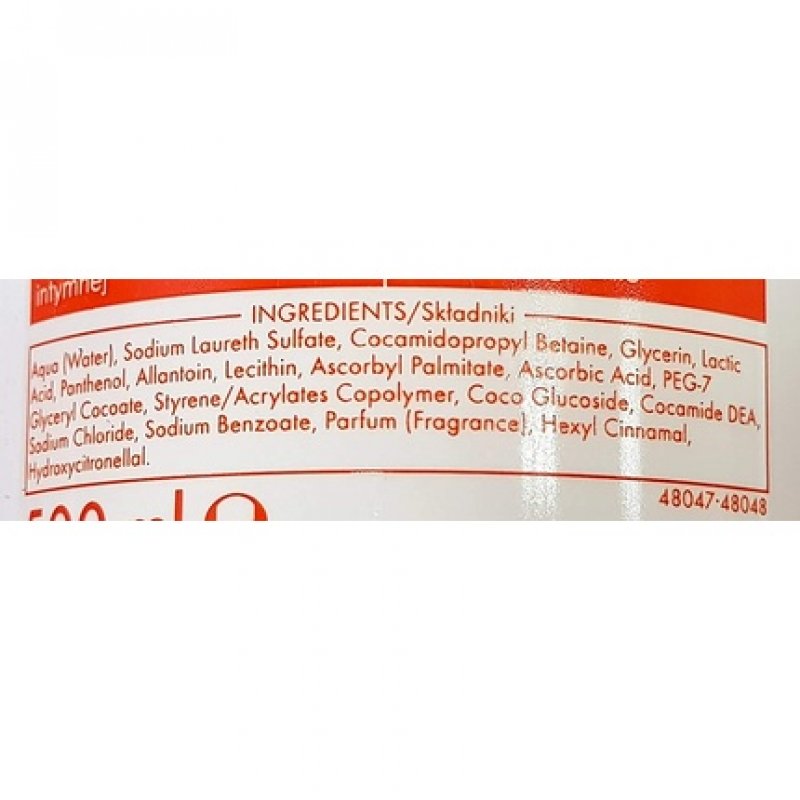 intymnej
INGREDIENTS/Składniki
Aqua (Water), Sodium Laureth Sulfate, Cocamidopropyl Betaine, Glycerin, Lactic
Acid, Panthenol, Allantoin, Lecithin, Ascorbyl Palmitate, Ascorbic Acid, PEG-7
Glyceryl Cocoate, Styrene/Acrylates Copolymer, Coco Glucoside, Cocamide DEA,
Sodium Chloride, Sodium Benzoate, Parfum (Fragrance), Hexyl Cinnamal,
Hydroxycitronellal.
48047-48048
500 ml